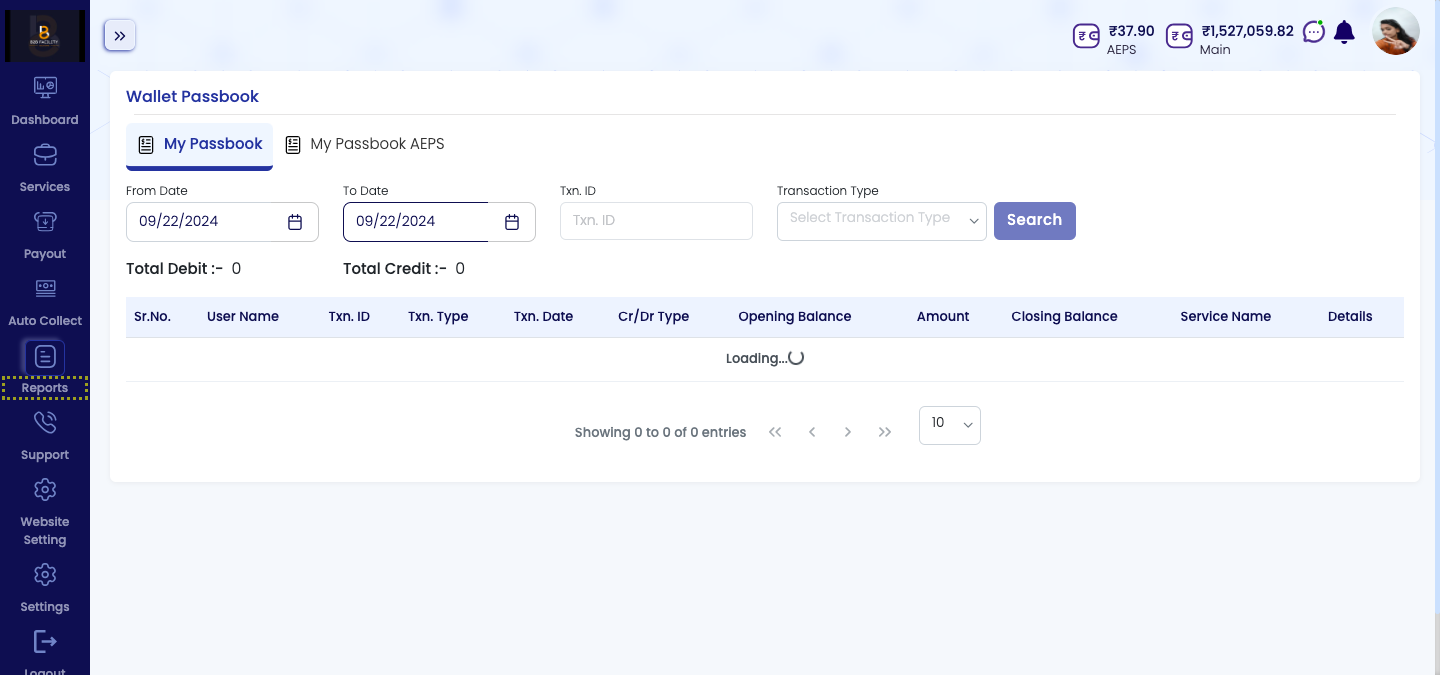 B2B FACILITY
₹37.90
AEPS
₹1,527,059.82
Main
Dashboard
Services
Payout
Auto Collect
Reports
Support
Website
Setting
Settings
Logout
Wallet Passbook
My Passbook
My Passbook AEPS
From Date
To Date
Txn. ID
Transaction Type
09/22/2024
09/22/2024
Txn. ID
Select Transaction Type
Search
Total Debit :- 0
Total Credit :- 0
Sr.No. User Name Txn. ID Txn. Type Txn. Date Cr/Dr Type Opening Balance Amount Closing Balance Service Name Details
Loading...
Showing 0 to 0 of 0 entries
10